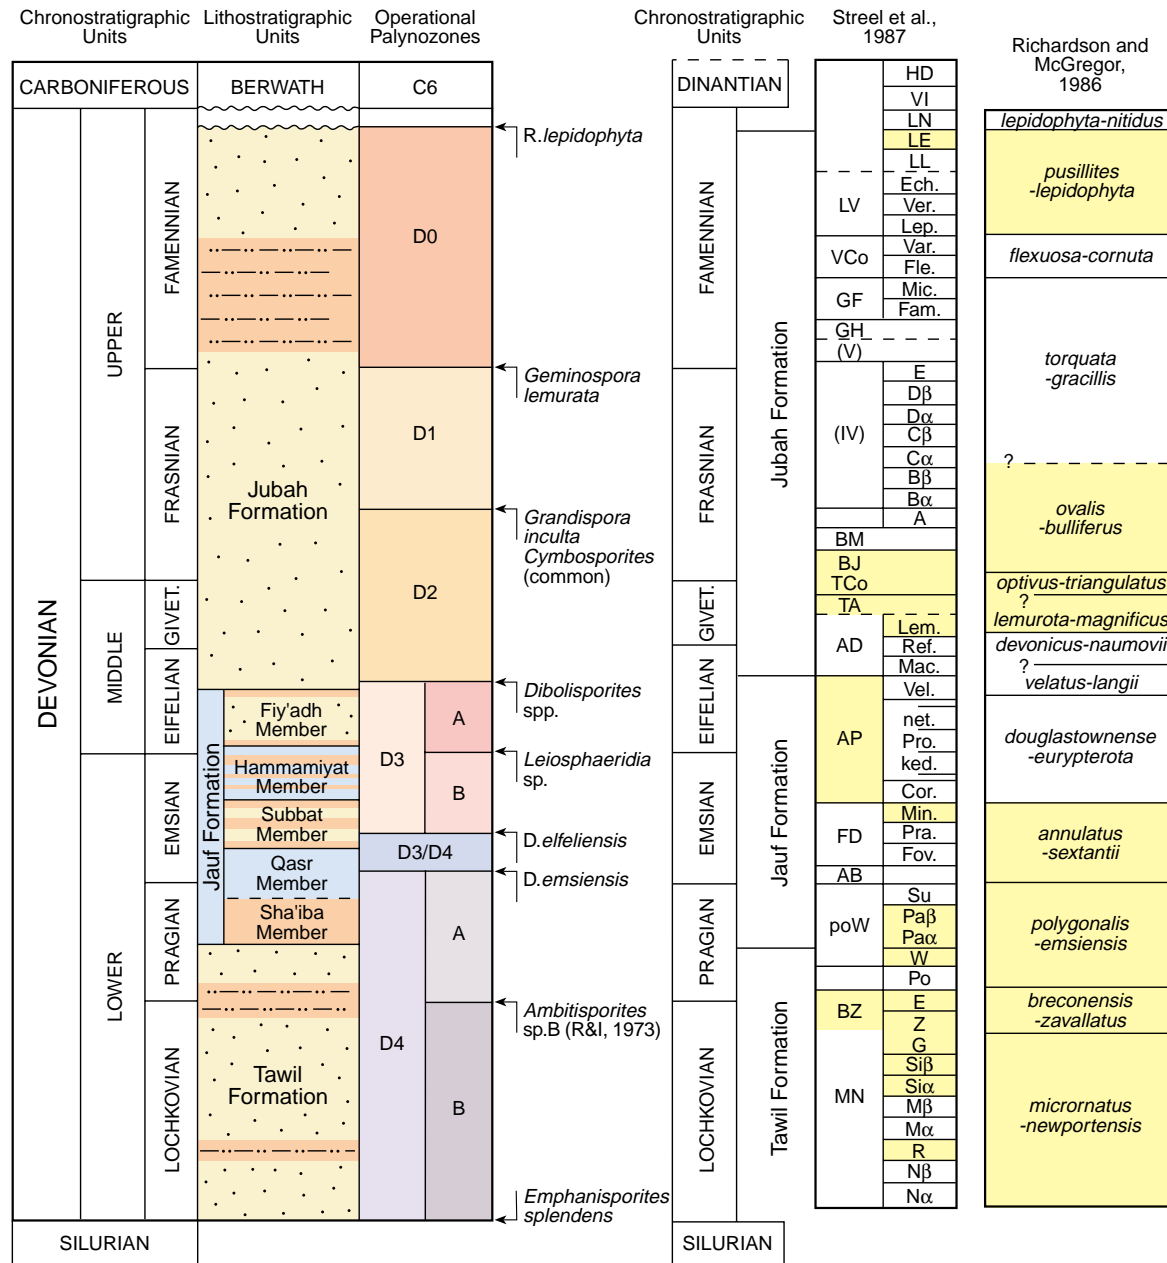 Chronostratigraphic
Units
Lithostratigraphic
Units
Operational
Palynozones
CARBONIFEROUS
BERWATH
C6
DEVONIAN
UPPER
MIDDLE
LOWER
FAMENNIAN
FRASNIAN
GIVET.
EIFELIAN
EMSIAN
PRAGIAN
LOCHKOVIAN
SILURIAN
Jubah
Formation
Jauf Formation
Fiy'adh
Member
Hammamiyat
Member
Subbat
Member
Qasr
Member
Sha'iba
Member
Tawil
Formation
D0
D1
D2
D3
A
B
D3/D4
D4
A
B
R.lepidophyta
Geminospora
lemurata
Grandispora
inculta
Cymbosporites
(common)
Dibolisporites
spp.
Leiosphaeridia
sp.
D.elfeliensis
D.emsiensis
Ambitisporites
sp.B (R&I, 1973)
Emphanisporites
splendens
Chronostratigraphic
Units
DINANTIAN
FAMENNIAN
FRASNIAN
GIVET.
EIFELIAN
EMSIAN
PRAGIAN
LOCHKOVIAN
SILURIAN
Jubah Formation
Jauf Formation
Tawil Formation
Streel et al.,
1987
HD
VI
LN
LE
LL
LV
Ech.
Ver.
Lep.
VCo
Var.
Fle.
GF
Mic.
Fam.
GH
(V)
(IV)
E
Dβ
Dα
Cβ
Cα
Bβ
Bα
A
BM
BJ
TCo
TA
AD
Lem.
Ref.
Mac.
AP
Vel.
net.
Pro.
ked.
Cor.
FD
Min.
Pra.
Fov.
AB
poW
Su
Paβ
Paα
W
Po
BZ
E
Z
G
MN
Siβ
Siα
Mβ
Mα
R
Nβ
Nα
Richardson and
McGregor,
1986
lepidophyta-nitidus
pusillites
-lepidophyta
flexuosa-cornuta
torquata
-gracillis
?
ovalis
-bulliferus
optivus-triangulatus
?
lemurota-magnificus
devonicus-naumovii
?
velatus-langii
douglastownense
-eurypterota
annulatus
-sextantii
polygonalis
-emsiensis
breconensis
-zavallatus
micrornatus
-newportensis